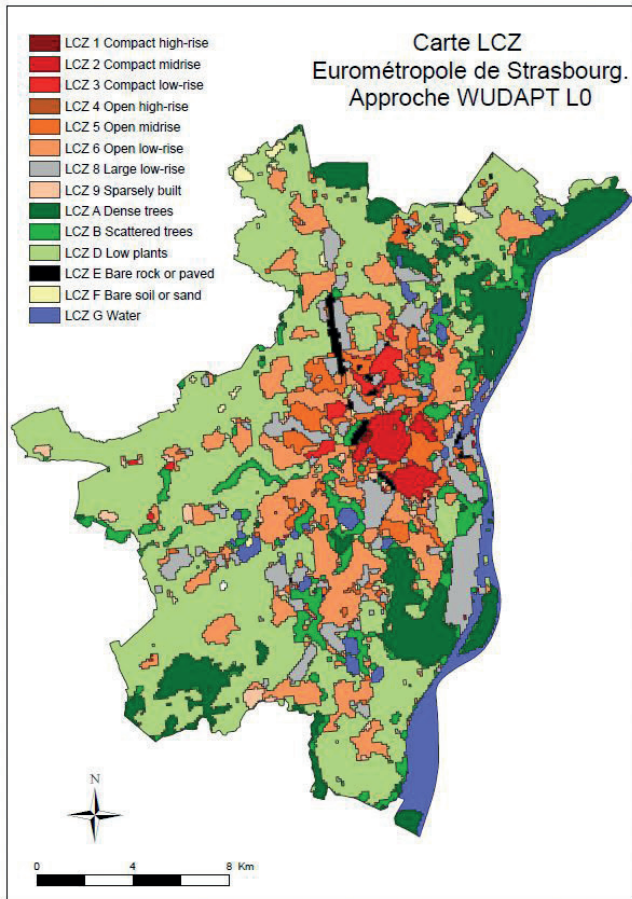 Carte LCZ
Eurométropole de Strasbourg.
Approche WUDAPT L0
LCZ 1 Compact high-rise
LCZ 2 Compact midrise
LCZ 3 Compact low-rise
LCZ 4 Open high-rise
LCZ 5 Open midrise
LCZ 6 Open low-rise
LCZ 8 Large low-rise
LCZ 9 Sparsely built
LCZ A Dense trees
LCZ B Scattered trees
LCZ D Low plants
LCZ E Bare rock or paved
LCZ F Bare soil or sand
LCZ G Water
N
0 4 8 Km